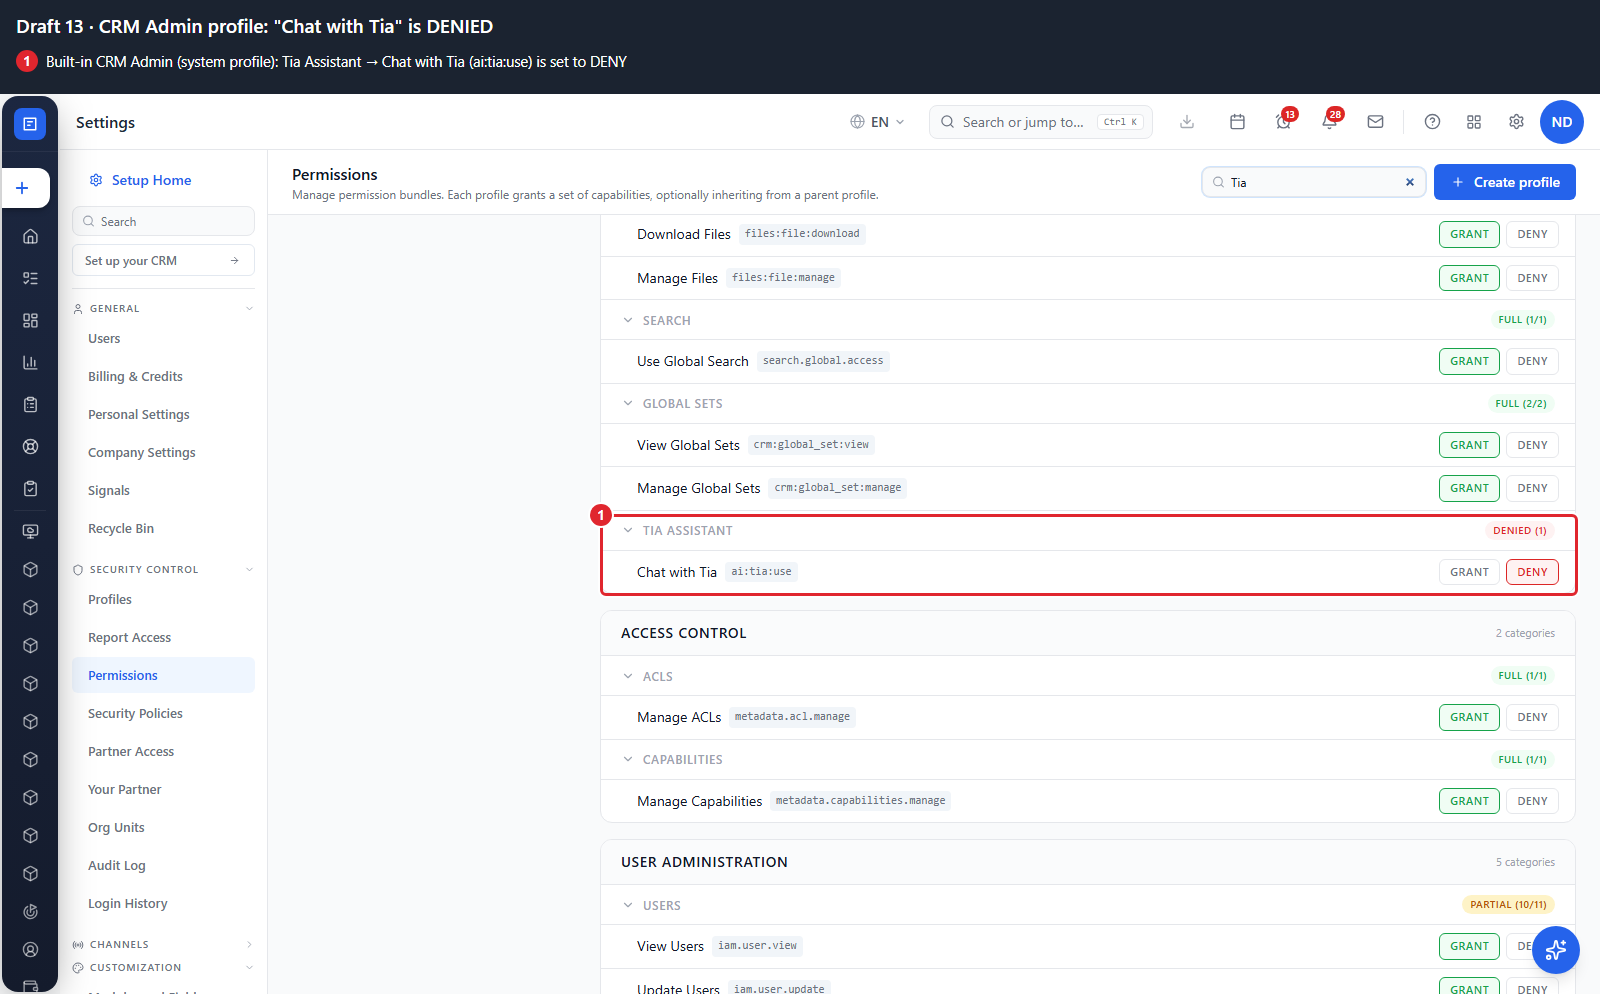 Draft 13 · CRM Admin profile: "Chat with Tia" is DENIED
1 Built-in CRM Admin (system profile): Tia Assistant → Chat with Tia (ai:tia:use) is set to DENY
Settings
EN
Search or jump to... Ctrl K
13
28
ND
Setup Home
Search
Set up your CRM →
GENERAL
Users
Billing & Credits
Personal Settings
Company Settings
Signals
Recycle Bin
SECURITY CONTROL
Profiles
Report Access
Permissions
Security Policies
Partner Access
Your Partner
Org Units
Audit Log
Login History
CHANNELS
CUSTOMIZATION
Permissions
Manage permission bundles. Each profile grants a set of capabilities, optionally inheriting from a parent profile.
Tia
+ Create profile
Download Files files:file:download GRANT DENY
Manage Files files:file:manage GRANT DENY
SEARCH FULL (1/1)
Use Global Search search.global.access GRANT DENY
GLOBAL SETS FULL (2/2)
View Global Sets crm:global_set:view GRANT DENY
Manage Global Sets crm:global_set:manage GRANT DENY
1
TIA ASSISTANT DENIED (1)
Chat with Tia ai:tia:use GRANT DENY
ACCESS CONTROL 2 categories
ACLS FULL (1/1)
Manage ACLs metadata.acl.manage GRANT DENY
CAPABILITIES FULL (1/1)
Manage Capabilities metadata.capabilities.manage GRANT DENY
USER ADMINISTRATION 5 categories
USERS PARTIAL (10/11)
View Users iam.user.view GRANT
Update Users iam.user.update GRANT DENY